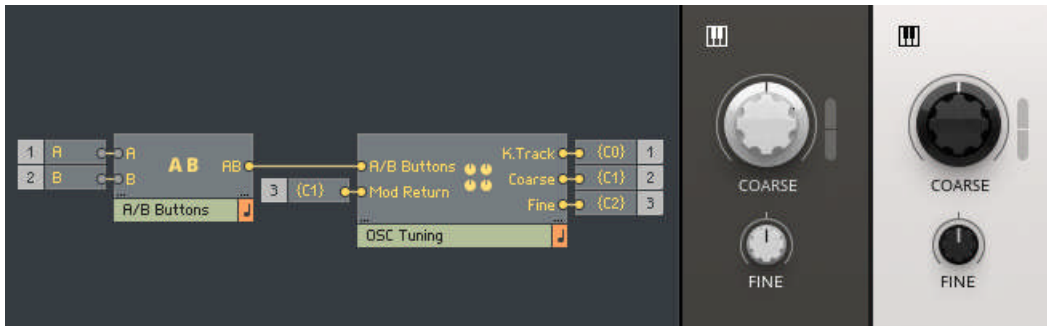 1 A A A B AB
2 B B
A/B Buttons
3 {C1}
A/B Buttons K.Track {C0} 1
Mod Return Coarse {C1} 2
Fine {C2} 3
OSC Tuning
COARSE
FINE
COARSE
FINE